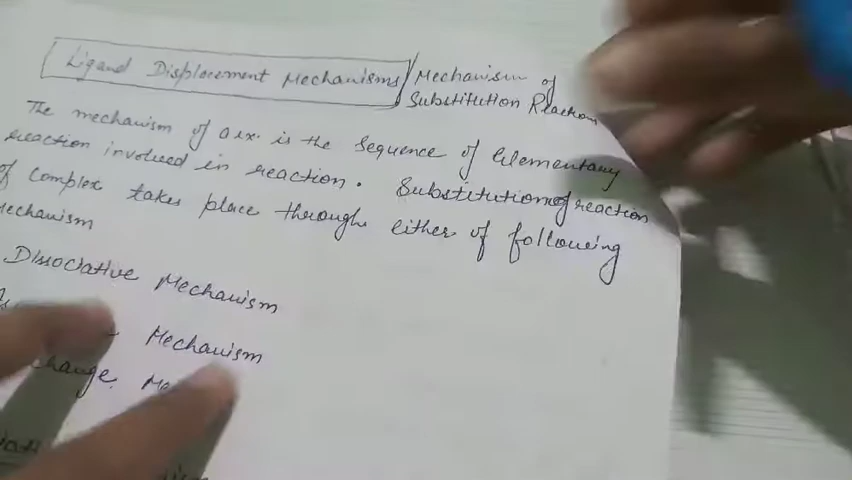 Ligand Displacement Mechanisms / Mechanism of
Substitution Reaction
The mechanism of a rx. is the sequence of elementary
reaction involved in reaction. Substitution of reaction
of complex takes place through either of following
Mechanism
Dissociative Mechanism
Mechanism
change